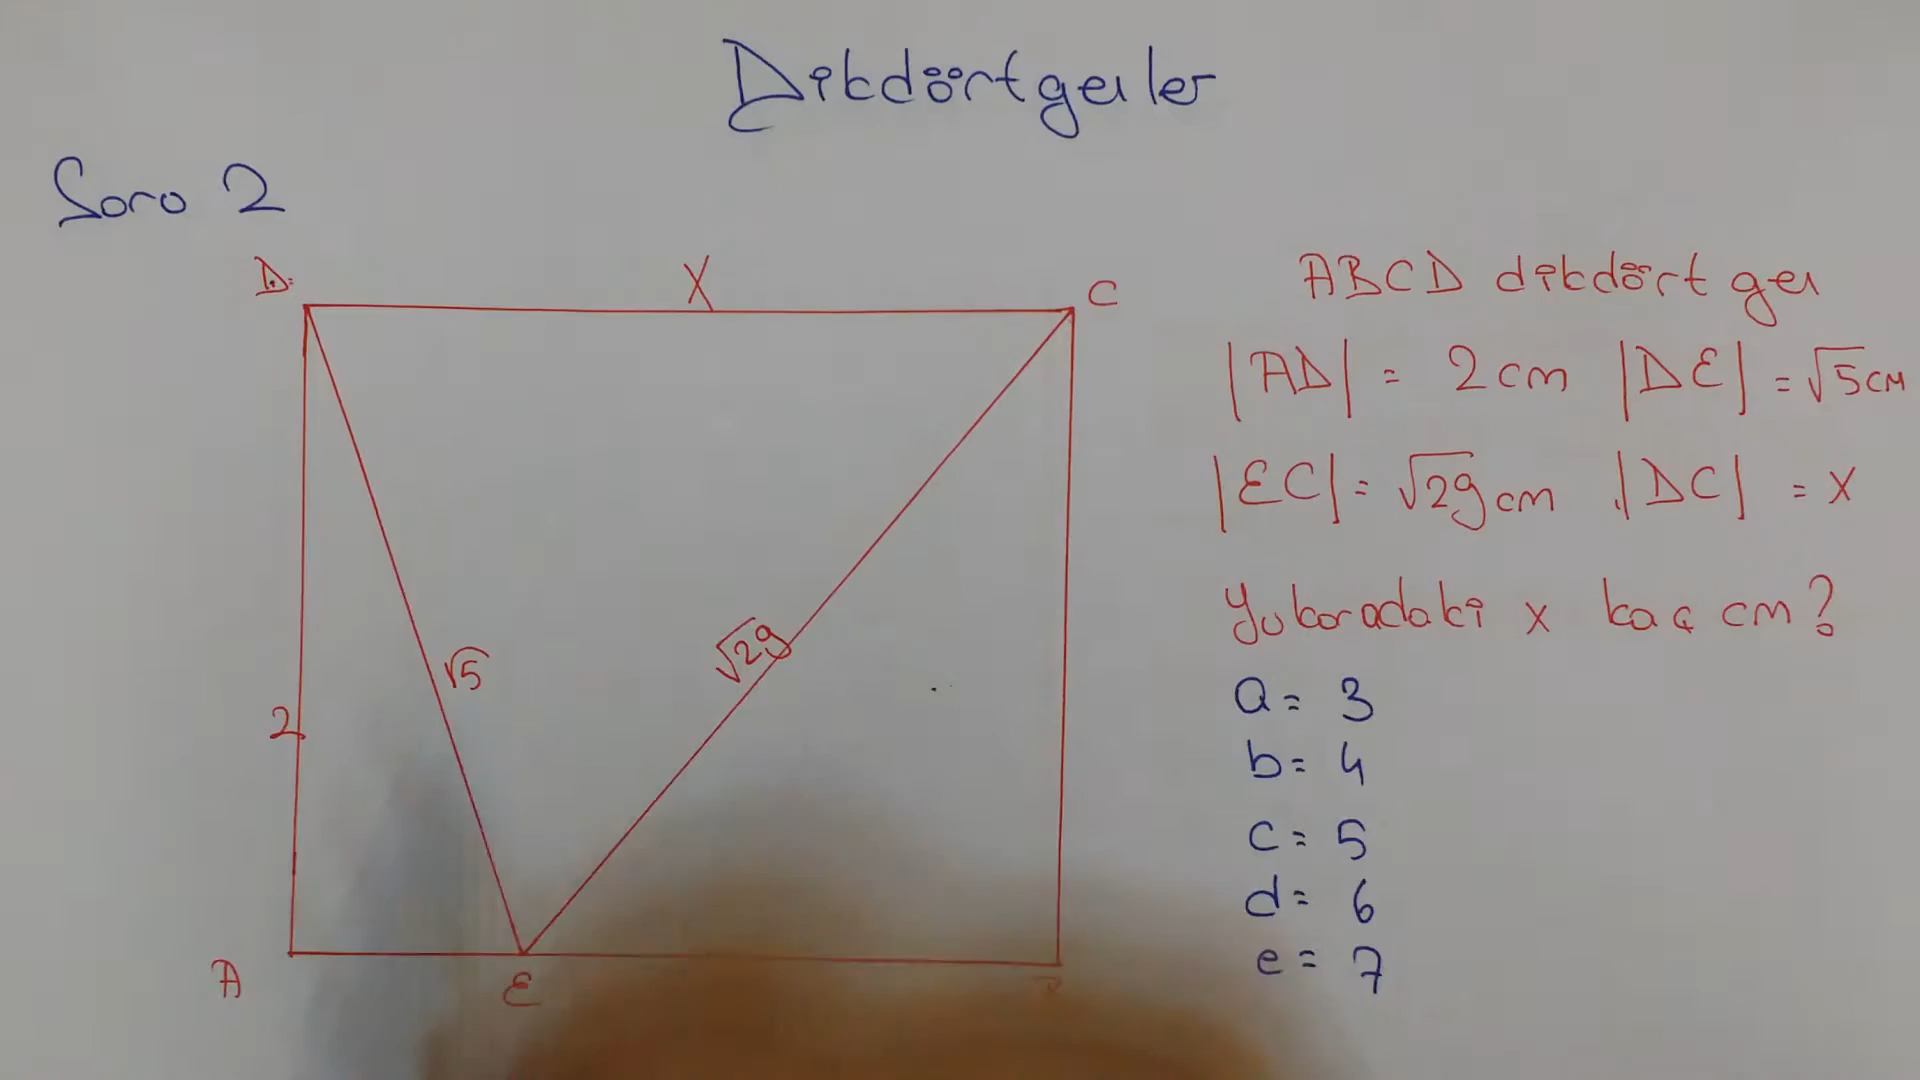 Dikdörtgenler
Soru 2
D X C
ABCD dikdörtgen
|AD| = 2 cm |DE| = √5 cm
|EC| = √29 cm |DC| = x
Yukarıdaki x kaç cm?
√5 √29
2
a = 3
b = 4
c = 5
d = 6
e = 7
A E